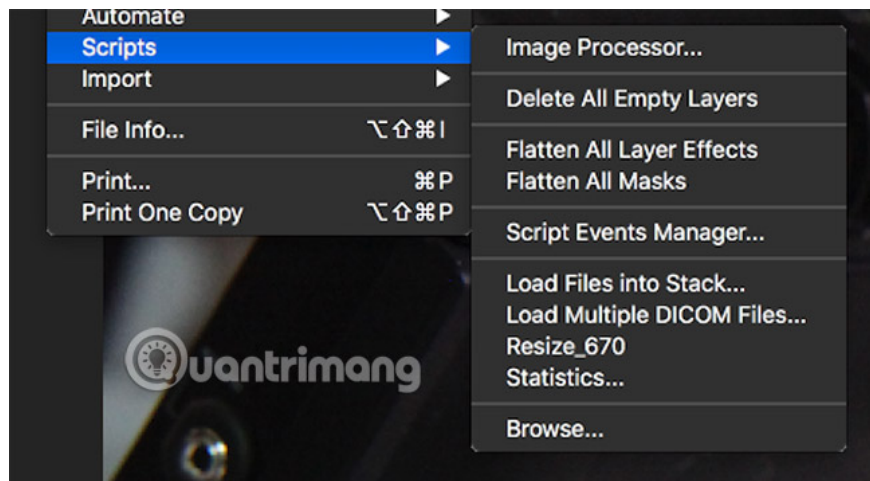 Automate
Scripts
Import
File Info... ⌥⇧⌘I
Print... ⌘P
Print One Copy ⌥⇧⌘P
Image Processor...
Delete All Empty Layers
Flatten All Layer Effects
Flatten All Masks
Script Events Manager...
Load Files into Stack...
Load Multiple DICOM Files...
Resize_670
Statistics...
Browse...
Quantrimang